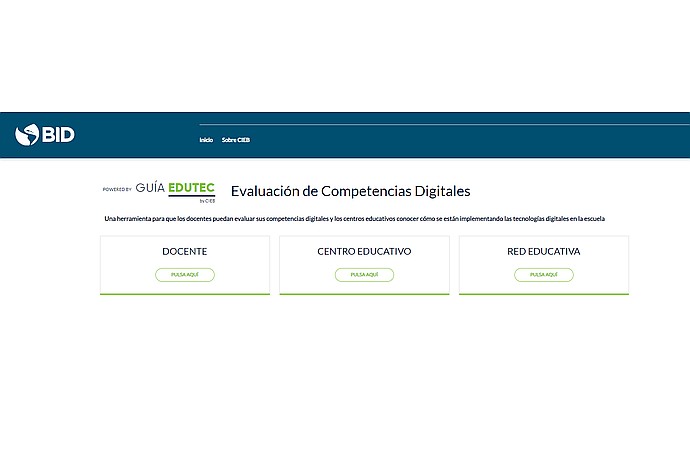 BID
Inicio Sobre CIEB
POWERED BY GUÍA EDUTEC
by CIEB
Evaluación de Competencias Digitales
Una herramienta para que los docentes puedan evaluar sus competencias digitales y los centros educativos conocer cómo se están implementando las tecnologías digitales en la escuela
DOCENTE
PULSA AQUÍ
CENTRO EDUCATIVO
PULSA AQUÍ
RED EDUCATIVA
PULSA AQUÍ